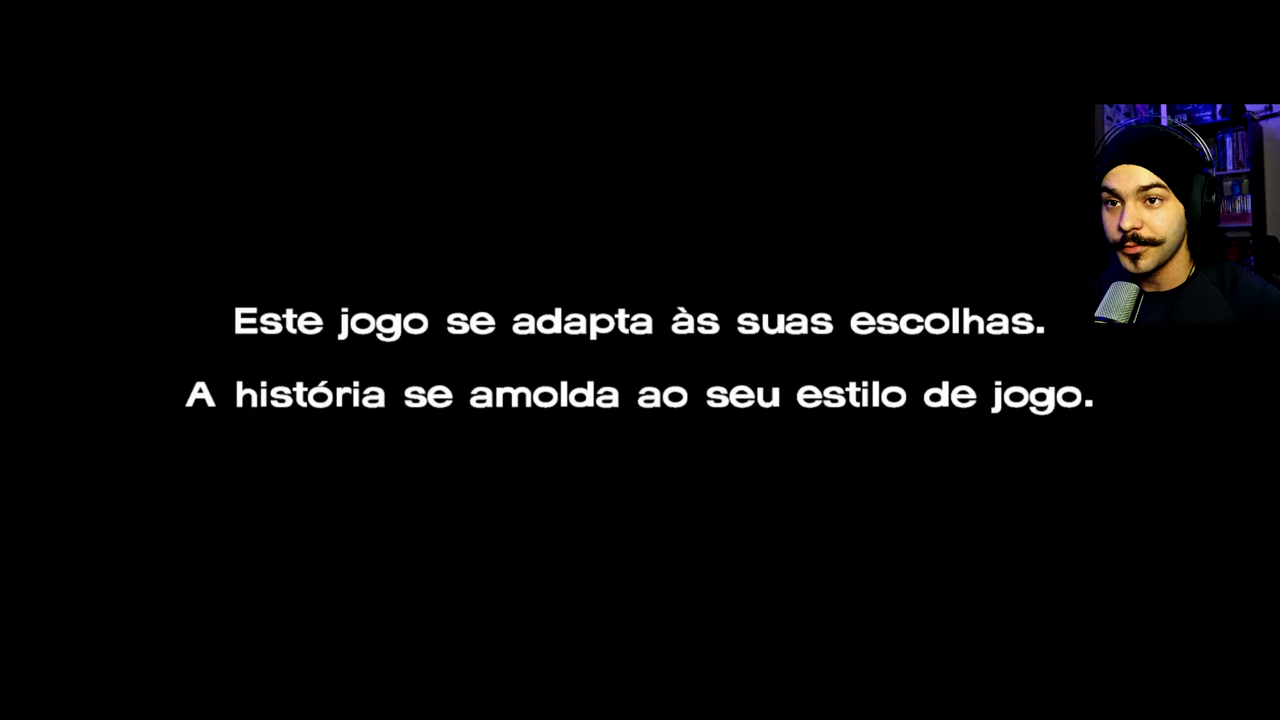 Este jogo se adapta às suas escolhas.
A história se amolda ao seu estilo de jogo.